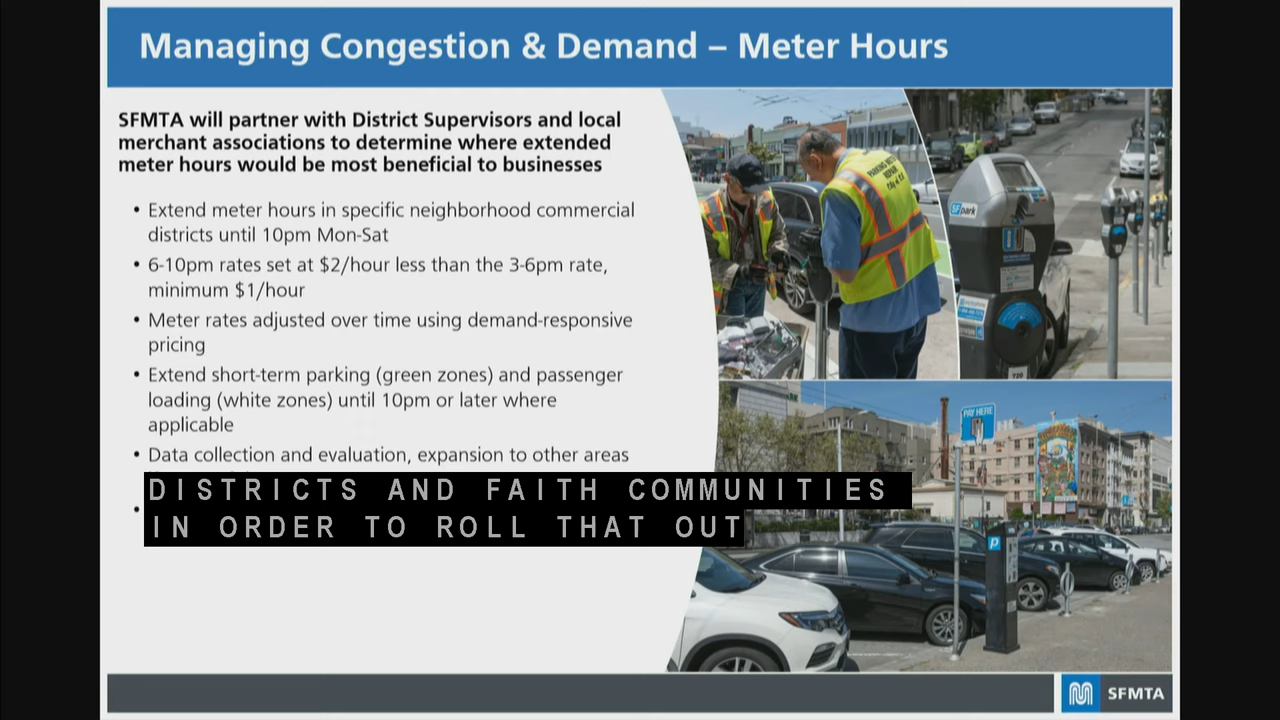 Managing Congestion & Demand – Meter Hours
SFMTA will partner with District Supervisors and local
merchant associations to determine where extended
meter hours would be most beneficial to businesses
• Extend meter hours in specific neighborhood commercial
districts until 10pm Mon-Sat
• 6-10pm rates set at $2/hour less than the 3-6pm rate,
minimum $1/hour
• Meter rates adjusted over time using demand-responsive
pricing
• Extend short-term parking (green zones) and passenger
loading (white zones) until 10pm or later where
applicable
• Data collection and evaluation, expansion to other areas
DISTRICTS AND FAITH COMMUNITIES
IN ORDER TO ROLL THAT OUT
PARKING METER
REPAIR
SFpark
PAY HERE
P
SFMTA